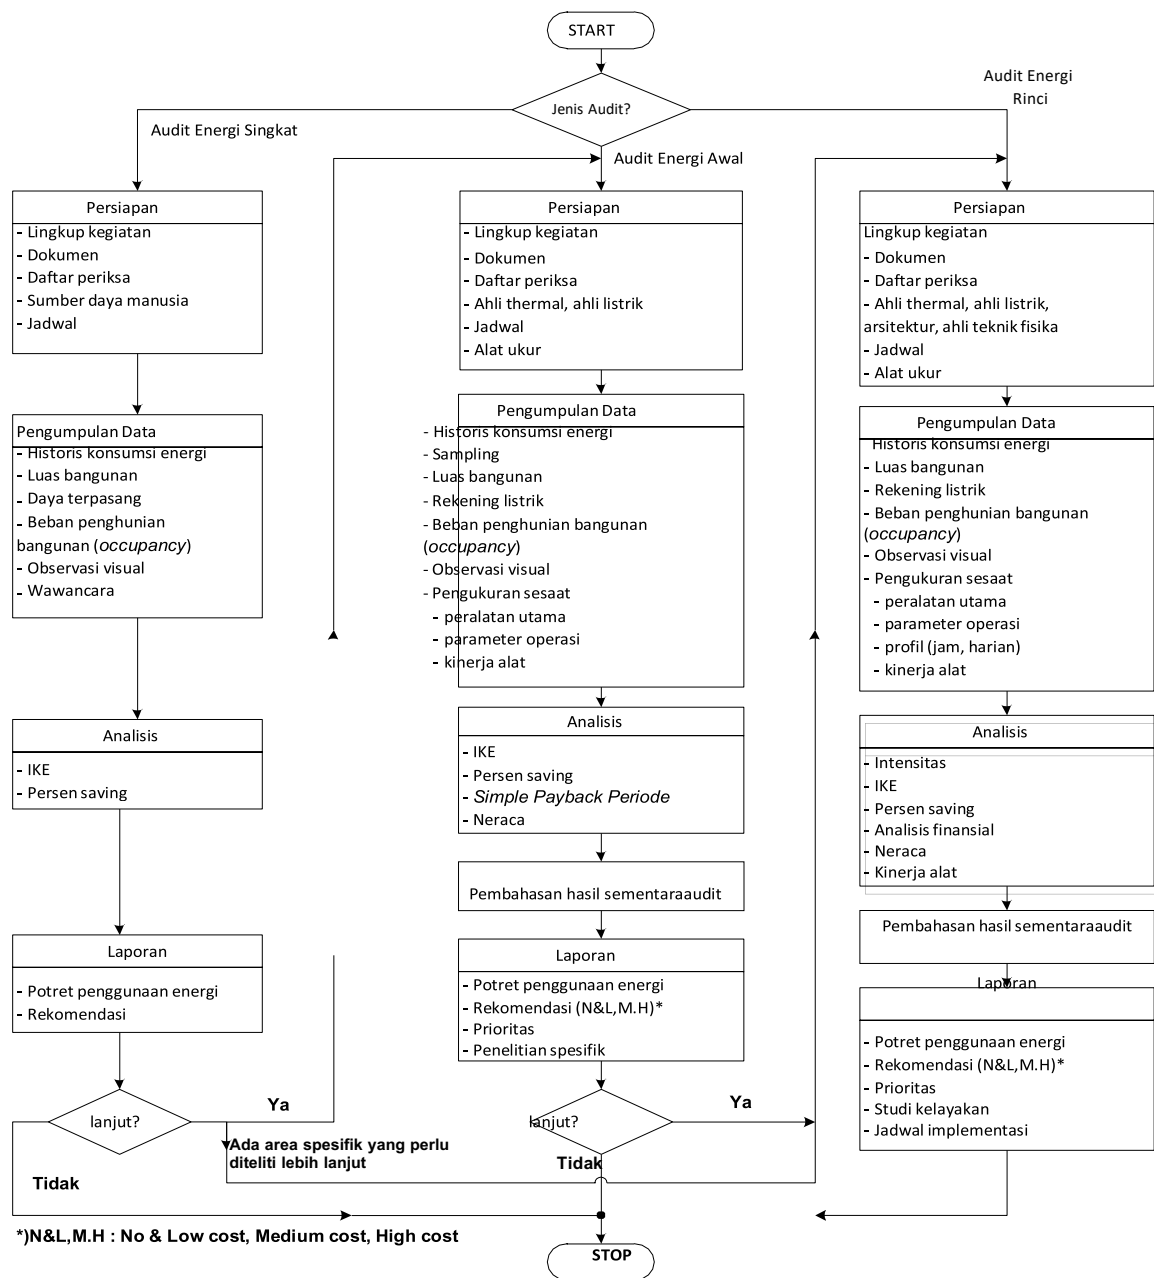 START
Jenis Audit?
Audit Energi
Rinci
Audit Energi Singkat
Audit Energi Awal
Persiapan
- Lingkup kegiatan
- Dokumen
- Daftar periksa
- Sumber daya manusia
- Jadwal
Pengumpulan Data
- Historis konsumsi energi
- Luas bangunan
- Daya terpasang
- Beban penghunian
bangunan (occupancy)
- Observasi visual
- Wawancara
Analisis
- IKE
- Persen saving
Laporan
- Potret penggunaan energi
- Rekomendasi
lanjut?
Ya
Ada area spesifik yang perlu
diteliti lebih lanjut
Tidak
Persiapan
- Lingkup kegiatan
- Dokumen
- Daftar periksa
- Ahli thermal, ahli listrik
- Jadwal
- Alat ukur
Pengumpulan Data
- Historis konsumsi energi
- Sampling
- Luas bangunan
- Rekening listrik
- Beban penghunian bangunan
(occupancy)
- Observasi visual
- Pengukuran sesaat
- peralatan utama
- parameter operasi
- kinerja alat
Analisis
- IKE
- Persen saving
- Simple Payback Periode
- Neraca
Pembahasan hasil sementaraaudit
Laporan
- Potret penggunaan energi
- Rekomendasi (N&L,M.H)*
- Prioritas
- Penelitian spesifik
lanjut?
Ya
Tidak
Persiapan
Lingkup kegiatan
- Dokumen
- Daftar periksa
- Ahli thermal, ahli listrik,
arsitektur, ahli teknik fisika
- Jadwal
- Alat ukur
Pengumpulan Data
Historis konsumsi energi
- Luas bangunan
- Rekening listrik
- Beban penghunian bangunan
(occupancy)
- Observasi visual
- Pengukuran sesaat
- peralatan utama
- parameter operasi
- profil (jam, harian)
- kinerja alat
Analisis
- Intensitas
- IKE
- Persen saving
- Analisis finansial
- Neraca
- Kinerja alat
Pembahasan hasil sementaraaudit
Laporan
- Potret penggunaan energi
- Rekomendasi (N&L,M.H)*
- Prioritas
- Studi kelayakan
- Jadwal implementasi
*)N&L,M.H : No & Low cost, Medium cost, High cost
STOP